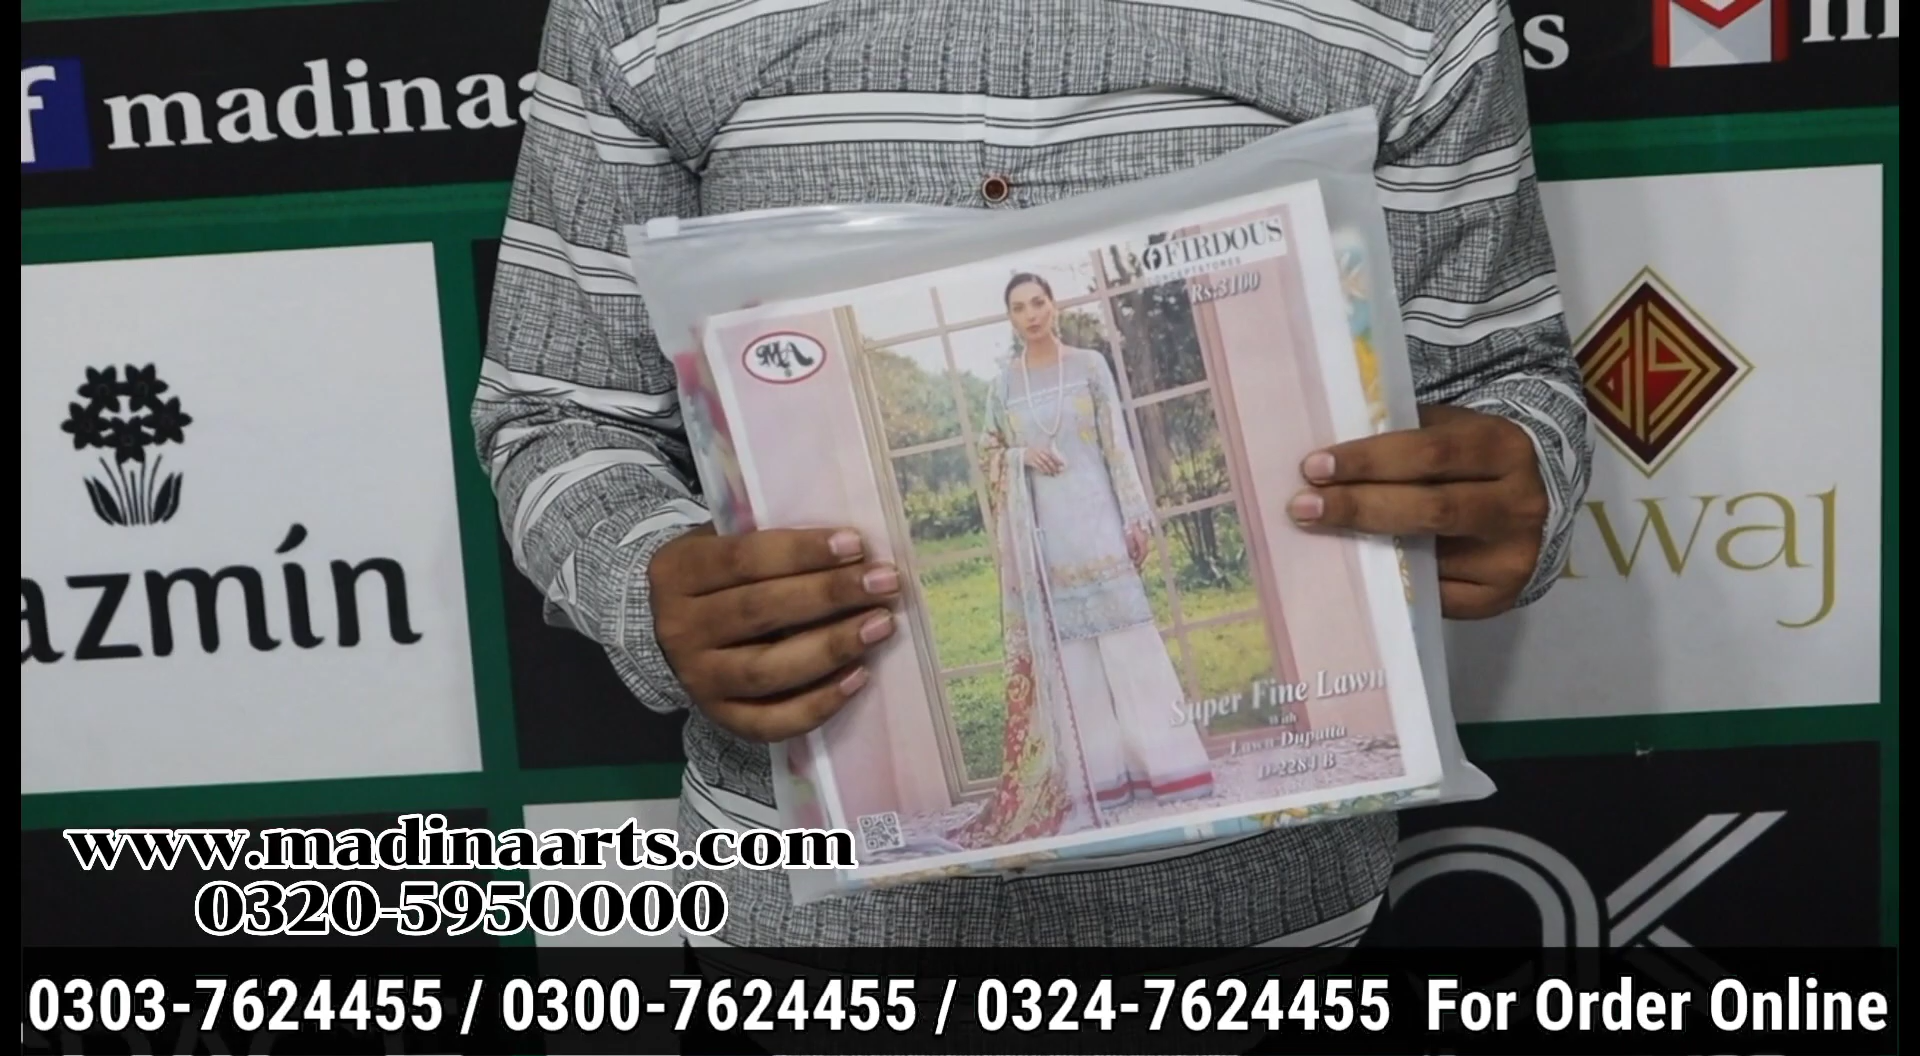 f madinaa
s
FIRDOUS
CONCEPTSTORES
Rs:3100
MA
azmín
waj
Super Fine Lawn
With
Lawn Dupatta
D-2284 B
www.madinaarts.com
0320-5950000
0303-7624455 / 0300-7624455 / 0324-7624455 For Order Online